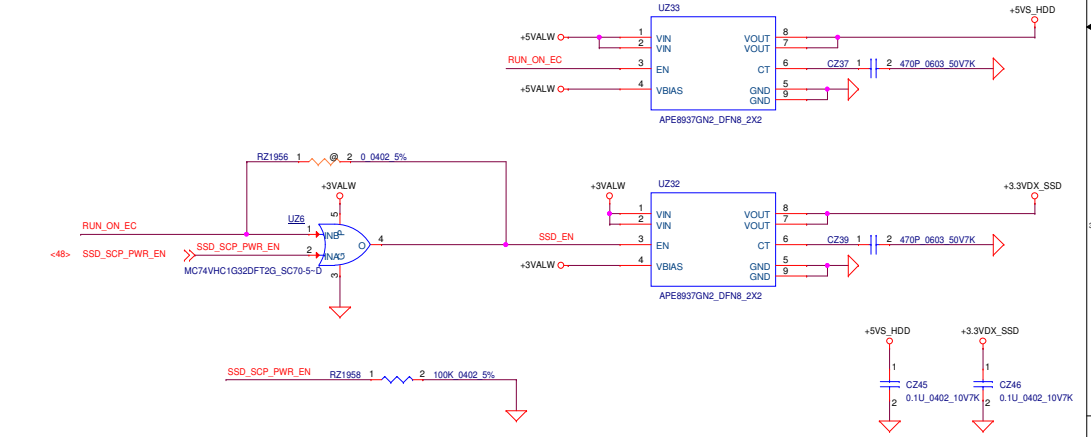 UZ33
+5VS_HDD
+5VALW
1 VIN VOUT 8
2 VIN VOUT 7
RUN_ON_EC
3 EN CT 6
CZ37 1 2 470P_0603_50V7K
+5VALW
4 VBIAS GND 5
GND 9
APE8937GN2_DFN8_2X2
RZ1956 1 @ 2 0_0402_5%
+3VALW
+3VALW
UZ32
+3.3VDX_SSD
5
UZ6
1 VIN VOUT 8
2 VIN VOUT 7
RUN_ON_EC
1 INB P
4
O
SSD_EN
3 EN CT 6
CZ39 1 2 470P_0603_50V7K
<48> SSD_SCP_PWR_EN
SSD_SCP_PWR_EN
2 INA G
+3VALW
4 VBIAS GND 5
GND 9
MC74VHC1G32DFT2G_SC70-5~D
3
APE8937GN2_DFN8_2X2
+5VS_HDD
+3.3VDX_SSD
SSD_SCP_PWR_EN
RZ1958 1 2 100K_0402_5%
1
CZ45
0.1U_0402_10V7K
2
1
CZ46
0.1U_0402_10V7K
2